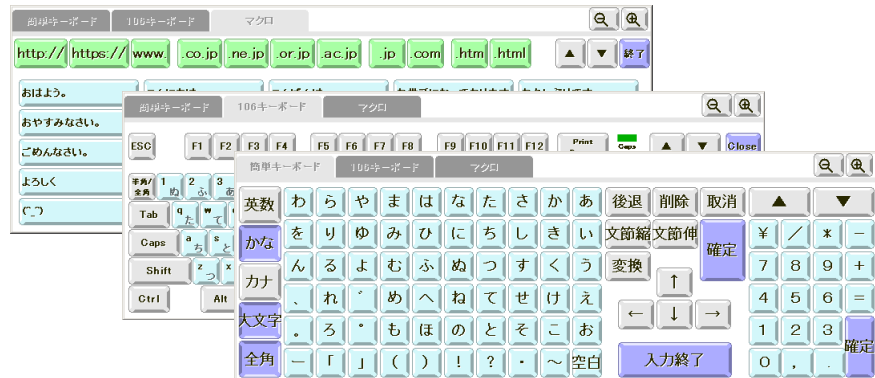 簡単キーボード 106キーボード マクロ
http:// https:// www. .co.jp .ne.jp .or.jp .ac.jp .jp .com .htm .html ▲ ▼ 終了
おはよう。
おやすみなさい。
ごめんなさい。
よろしく
(^_^)
簡単キーボード 106キーボード マクロ
ESC F1 F2 F3 F4 F5 F6 F7 F8 F9 F10 F11 F12 Print Caps ▲ ▼ Close
半角/全角 1 ぬ 2 ふ 3 あ
Tab q た w て
Caps a ち s と
Shift z つ x
Ctrl Alt
簡単キーボード 106キーボード マクロ
英数 わ ら や ま は な た さ か あ 後退 削除 取消 ▲ ▼
かな を り ゆ み ひ に ち し き い 文節縮 文節伸 確定 ¥ / * -
カナ ん る よ む ふ ぬ つ す く う 変換 ↑ 7 8 9 +
大文字 、 れ ゛ め へ ね て せ け え ← ↓ → 4 5 6 =
。 ろ ゜ も ほ の と そ こ お 1 2 3 確定
全角 ー 「 」 ( ) ! ? ・ ～ 空白 入力終了 0 , .